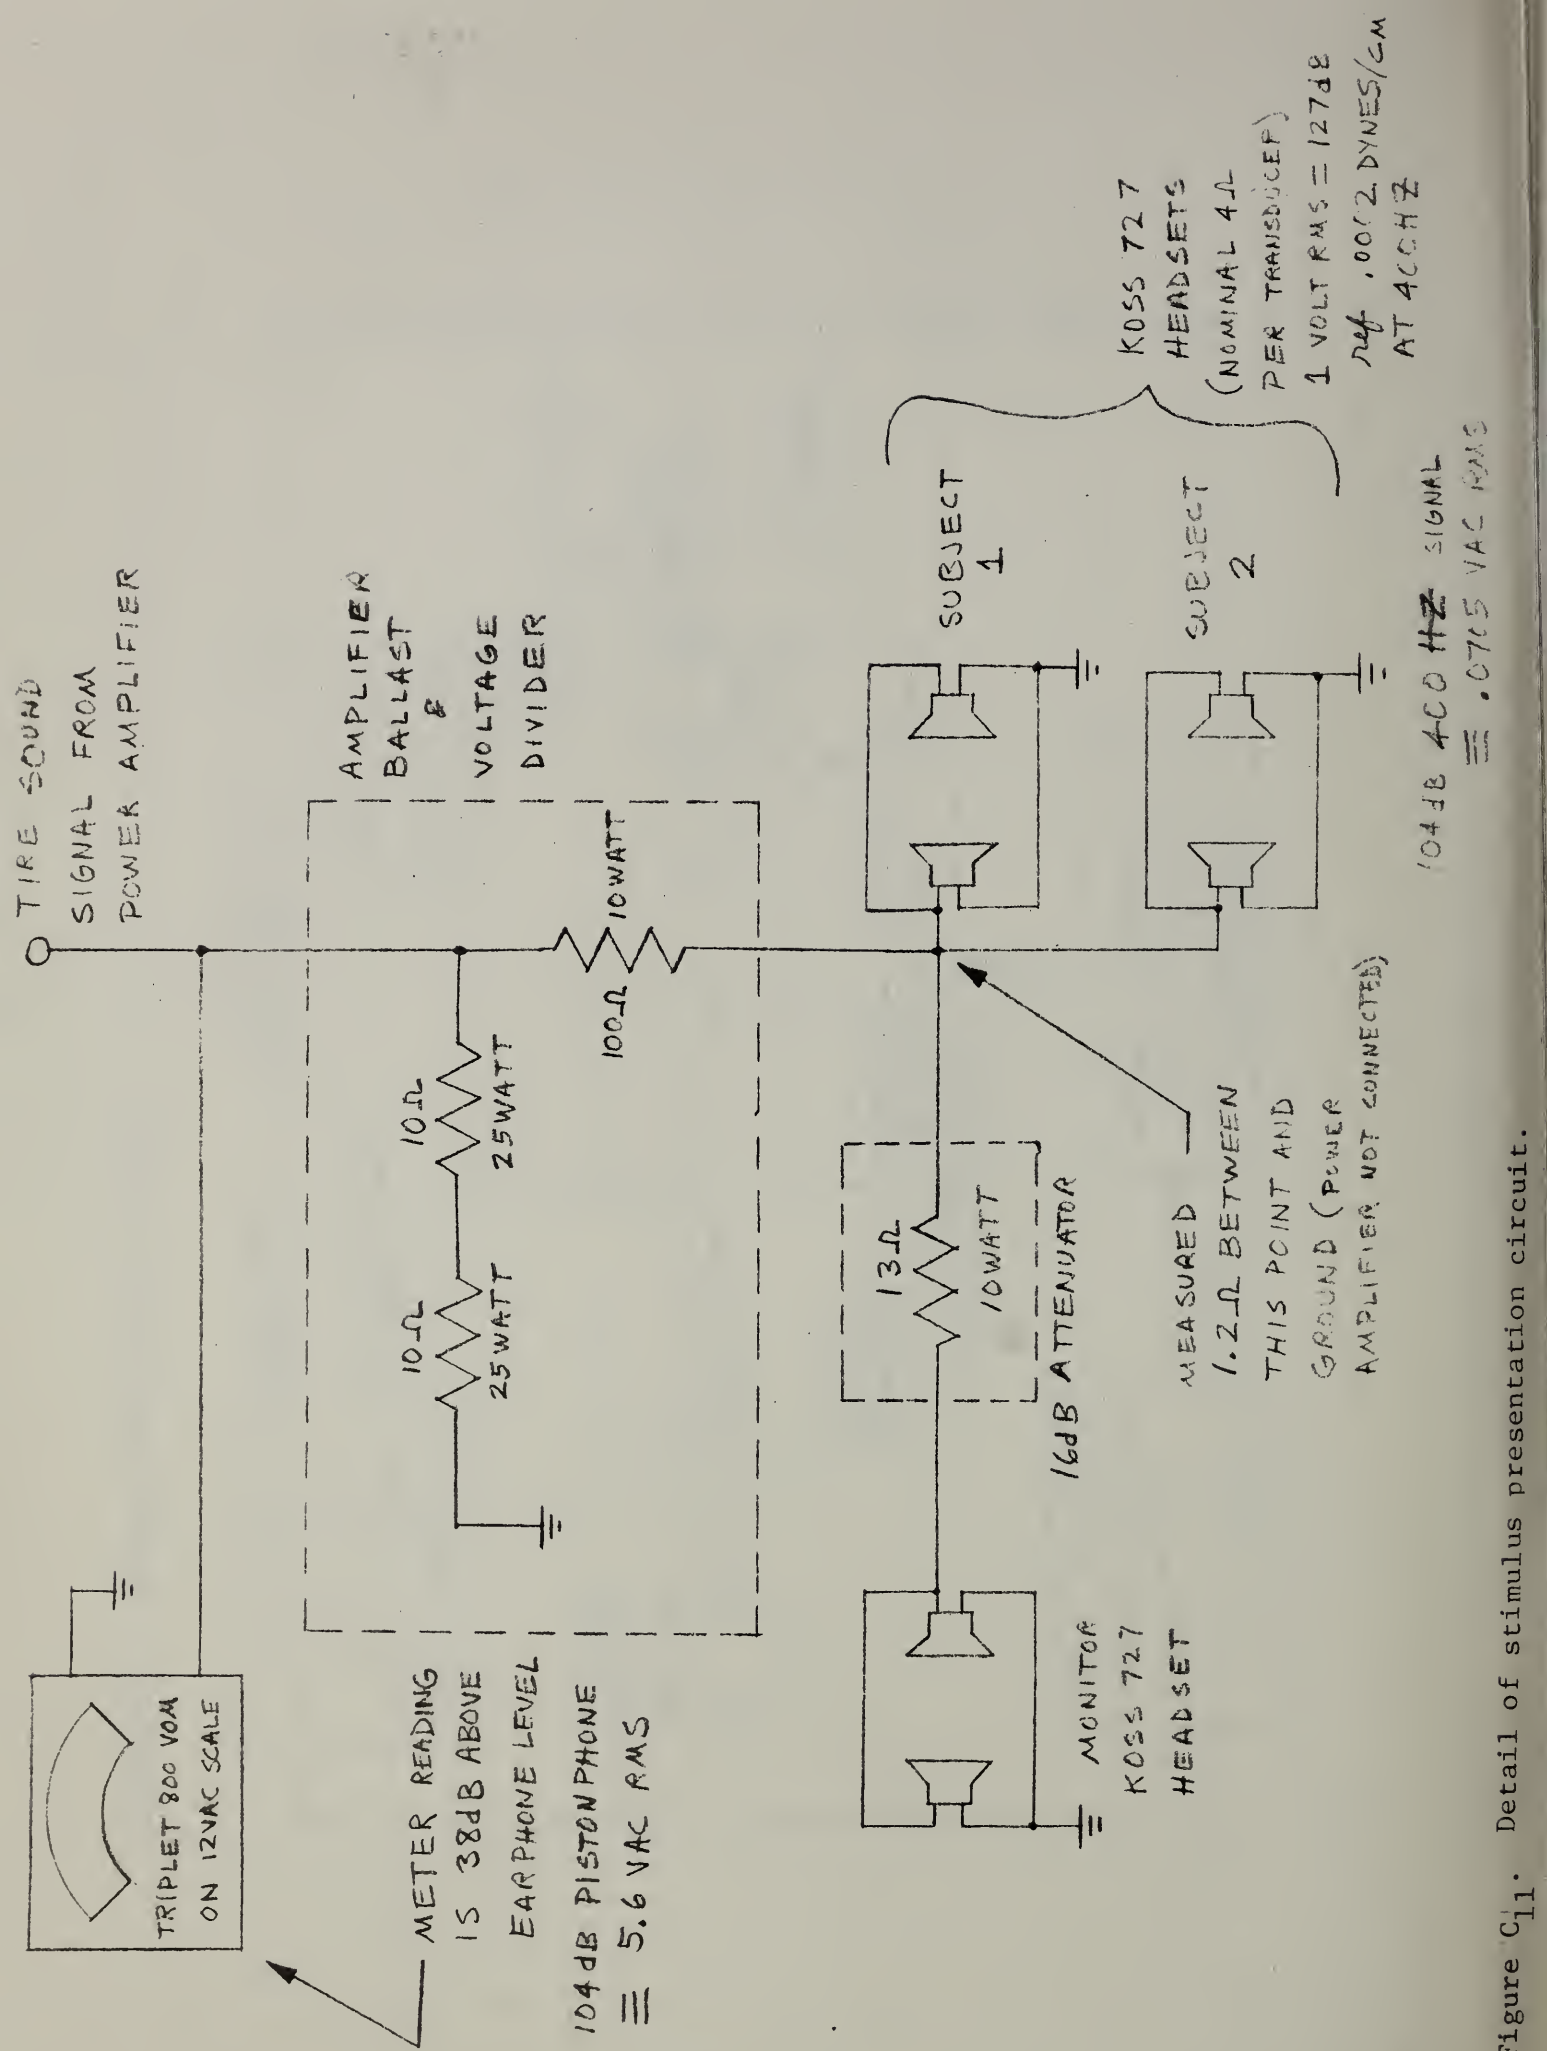 TIRE SOUND
SIGNAL FROM
POWER AMPLIFIER
TRIPLET 800 VOM
ON 12VAC SCALE
METER READING
IS 38dB ABOVE
EARPHONE LEVEL
104dB PISTONPHONE
≡ 5.6 VAC RMS
AMPLIFIER
BALLAST
&
VOLTAGE
DIVIDER
10Ω
25WATT
10Ω
25WATT
100Ω
10WATT
13Ω
10WATT
16dB ATTENUATOR
MONITOR
KOSS 727
HEADSET
MEASURED
1.2Ω BETWEEN
THIS POINT AND
GROUND (POWER
AMPLIFIER NOT CONNECTED)
SUBJECT
1
SUBJECT
2
KOSS 727
HEADSETS
(NOMINAL 4Ω
PER TRANSDUCER)
1 VOLT RMS = 127dB
ref .0002 DYNES/CM
AT 400HZ
104dB 400 HZ SIGNAL
≡ .0705 VAC RMS
Figure C11. Detail of stimulus presentation circuit.